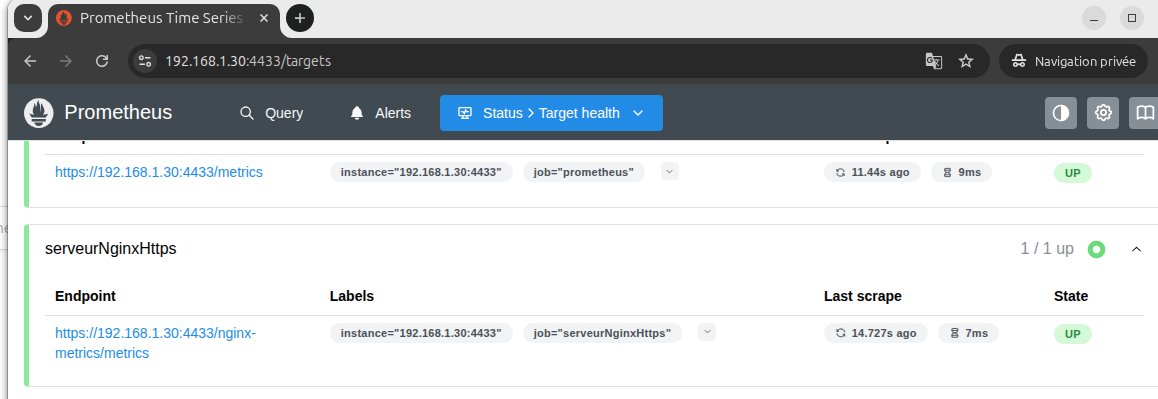 Prometheus Time Series
192.168.1.30:4433/targets
Navigation privée
Prometheus
Query
Alerts
Status > Target health
https://192.168.1.30:4433/metrics
instance="192.168.1.30:4433"
job="prometheus"
11.44s ago
9ms
UP
serveurNginxHttps
1 / 1 up
Endpoint
Labels
Last scrape
State
https://192.168.1.30:4433/nginx-
metrics/metrics
instance="192.168.1.30:4433"
job="serveurNginxHttps"
14.727s ago
7ms
UP